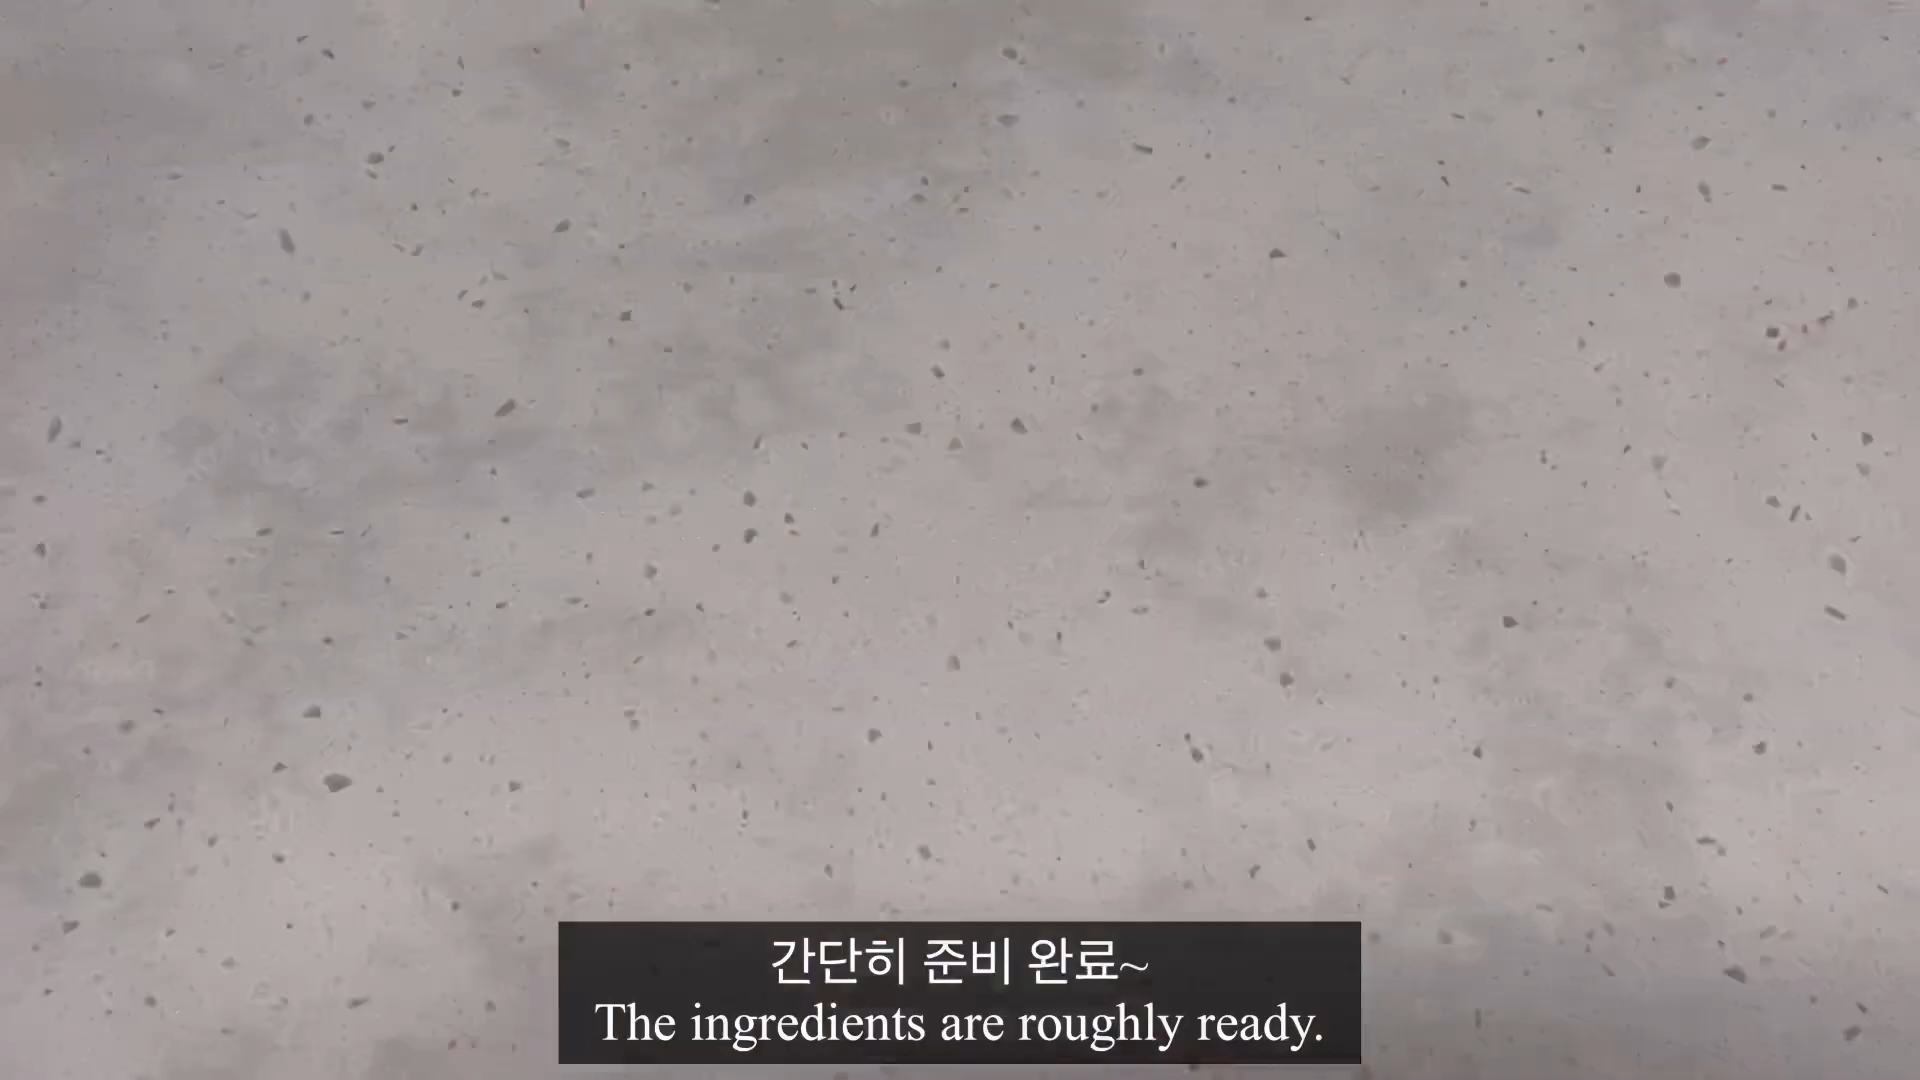 간단히 준비 완료~
The ingredients are roughly ready.